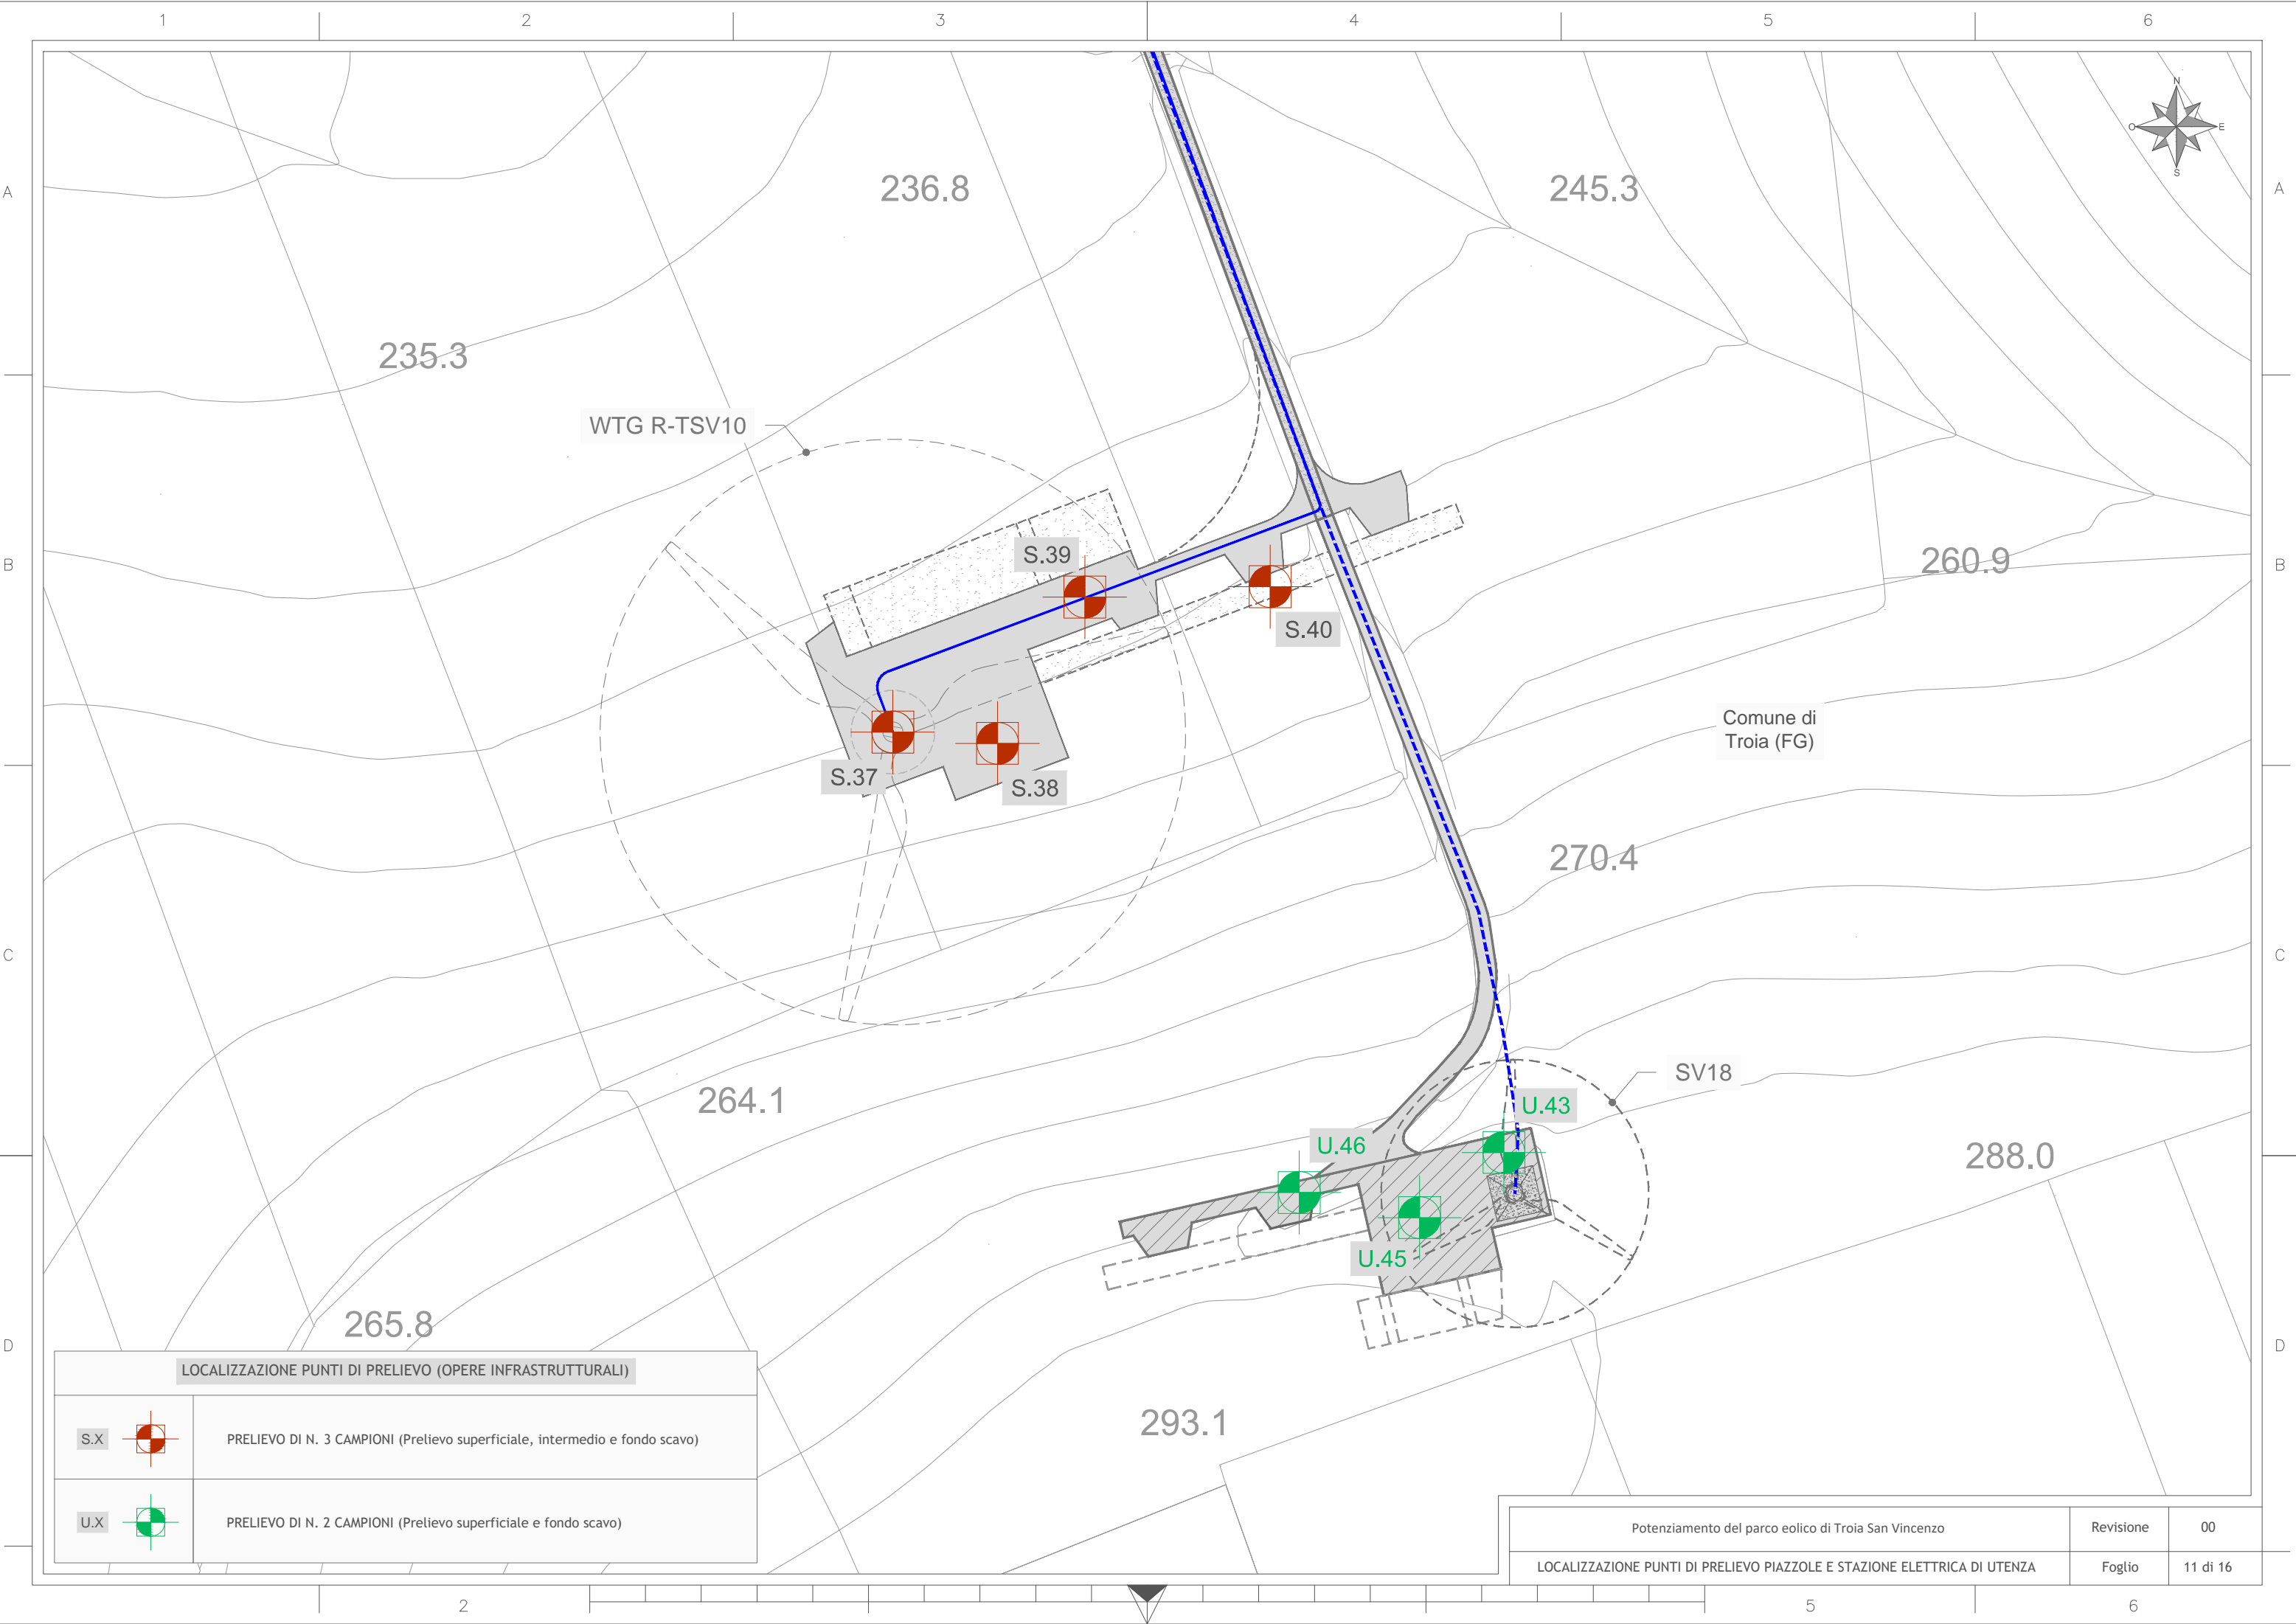 1
2
3
4
5
6
N
O
E
S
A
236.8
245.3
A
235.3
WTG R-TSV10
B
S.39
260.9
B
S.40
Comune di
Troia (FG)
S.37
S.38
270.4
C
C
264.1
SV18
U.43
U.46
288.0
U.45
265.8
D
D
293.1
LOCALIZZAZIONE PUNTI DI PRELIEVO (OPERE INFRASTRUTTURALI)
S.X
PRELIEVO DI N. 3 CAMPIONI (Prelievo superficiale, intermedio e fondo scavo)
U.X
PRELIEVO DI N. 2 CAMPIONI (Prelievo superficiale e fondo scavo)
Potenziamento del parco eolico di Troia San Vincenzo
Revisione
00
LOCALIZZAZIONE PUNTI DI PRELIEVO PIAZZOLE E STAZIONE ELETTRICA DI UTENZA
Foglio
11 di 16
2
5
6